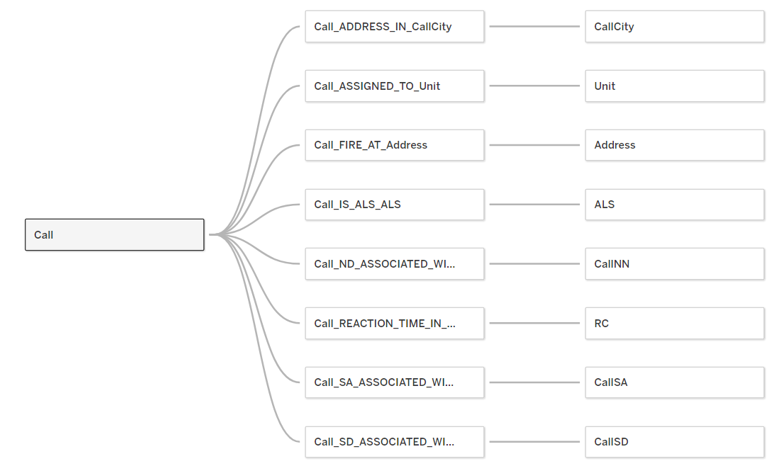 Call_ADDRESS_IN_CallCity
CallCity
Call_ASSIGNED_TO_Unit
Unit
Call_FIRE_AT_Address
Address
Call_IS_ALS_ALS
ALS
Call
Call_ND_ASSOCIATED_WI...
CallNN
Call_REACTION_TIME_IN_...
RC
Call_SA_ASSOCIATED_WI...
CallSA
Call_SD_ASSOCIATED_WI...
CallSD